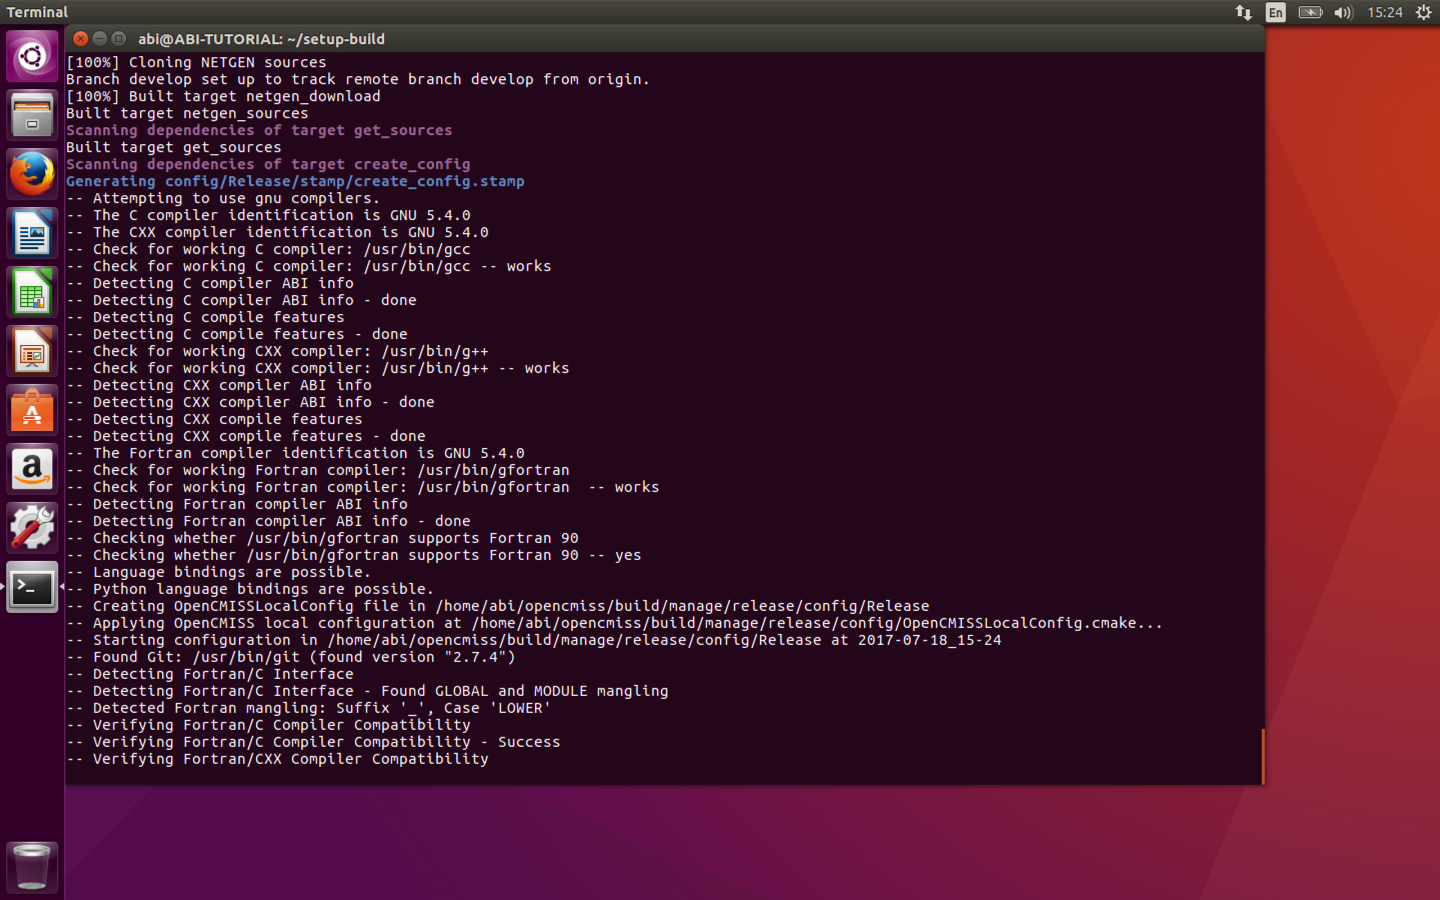 Terminal
En
15:24
abi@ABI-TUTORIAL: ~/setup-build
[100%] Cloning NETGEN sources
Branch develop set up to track remote branch develop from origin.
[100%] Built target netgen_download
Built target netgen_sources
Scanning dependencies of target get_sources
Built target get_sources
Scanning dependencies of target create_config
Generating config/Release/stamp/create_config.stamp
-- Attempting to use gnu compilers.
-- The C compiler identification is GNU 5.4.0
-- The CXX compiler identification is GNU 5.4.0
-- Check for working C compiler: /usr/bin/gcc
-- Check for working C compiler: /usr/bin/gcc -- works
-- Detecting C compiler ABI info
-- Detecting C compiler ABI info - done
-- Detecting C compile features
-- Detecting C compile features - done
-- Check for working CXX compiler: /usr/bin/g++
-- Check for working CXX compiler: /usr/bin/g++ -- works
-- Detecting CXX compiler ABI info
-- Detecting CXX compiler ABI info - done
-- Detecting CXX compile features
-- Detecting CXX compile features - done
-- The Fortran compiler identification is GNU 5.4.0
-- Check for working Fortran compiler: /usr/bin/gfortran
-- Check for working Fortran compiler: /usr/bin/gfortran  -- works
-- Detecting Fortran compiler ABI info
-- Detecting Fortran compiler ABI info - done
-- Checking whether /usr/bin/gfortran supports Fortran 90
-- Checking whether /usr/bin/gfortran supports Fortran 90 -- yes
-- Language bindings are possible.
-- Python language bindings are possible.
-- Creating OpenCMISSLocalConfig file in /home/abi/opencmiss/build/manage/release/config/Release
-- Applying OpenCMISS local configuration at /home/abi/opencmiss/build/manage/release/config/OpenCMISSLocalConfig.cmake...
-- Starting configuration in /home/abi/opencmiss/build/manage/release/config/Release at 2017-07-18_15-24
-- Found Git: /usr/bin/git (found version "2.7.4")
-- Detecting Fortran/C Interface
-- Detecting Fortran/C Interface - Found GLOBAL and MODULE mangling
-- Detected Fortran mangling: Suffix '_', Case 'LOWER'
-- Verifying Fortran/C Compiler Compatibility
-- Verifying Fortran/C Compiler Compatibility - Success
-- Verifying Fortran/CXX Compiler Compatibility